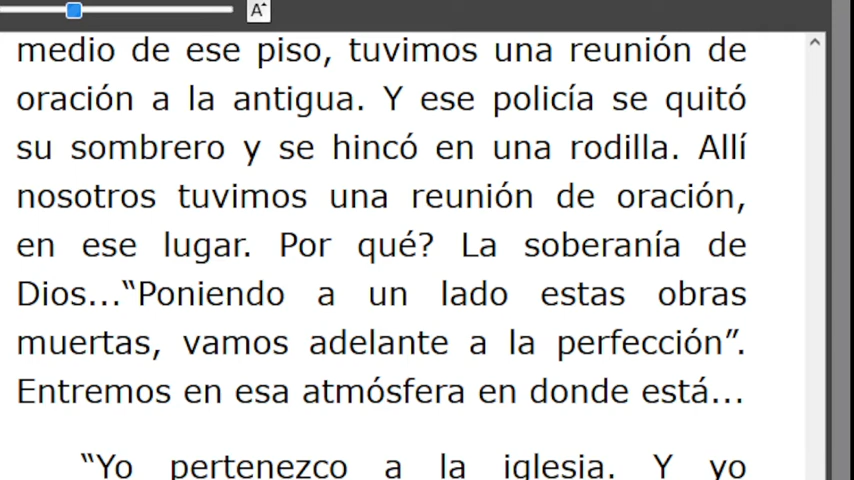 A^
medio de ese piso, tuvimos una reunión de
oración a la antigua. Y ese policía se quitó
su sombrero y se hincó en una rodilla. Allí
nosotros tuvimos una reunión de oración,
en ese lugar. Por qué? La soberanía de
Dios...“Poniendo a un lado estas obras
muertas, vamos adelante a la perfección”.
Entremos en esa atmósfera en donde está...
“Yo pertenezco a la iglesia. Y yo